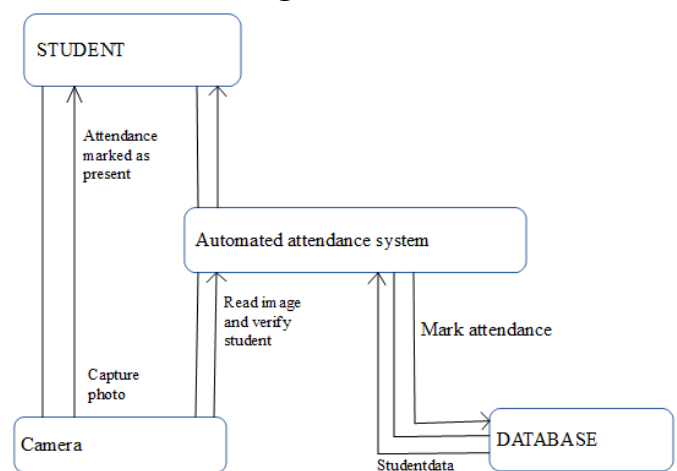 STUDENT
Attendance
marked as
present
Automated attendance system
Read image
and verify
student
Mark attendance
Capture
photo
Camera
DATABASE
Studentdata